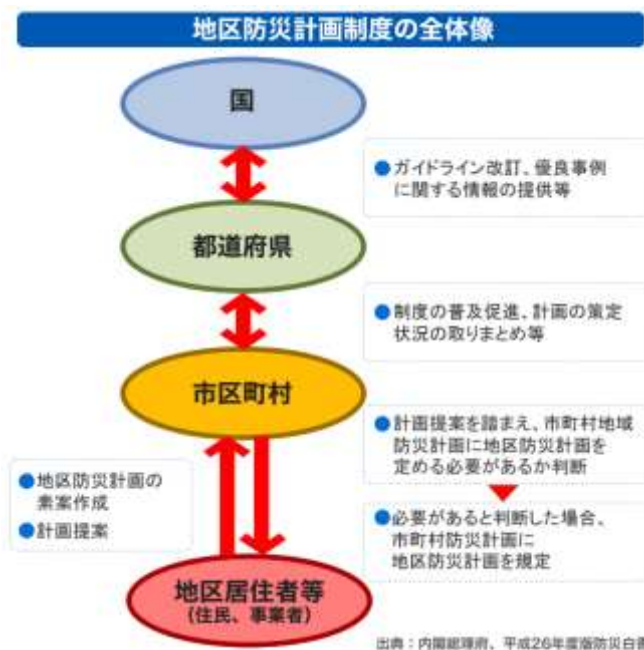 地区防災計画制度の全体像
国
●ガイドライン改訂、優良事例
に関する情報の提供等
都道府県
●制度の普及促進、計画の策定
状況の取りまとめ等
市区町村
●計画提案を踏まえ、市町村地域
防災計画に地区防災計画を
定める必要があるか判断
●地区防災計画の
素案作成
●計画提案
●必要があると判断した場合、
市町村防災計画に
地区防災計画を規定
地区居住者等
(住民、事業者)
出典：内閣総理府、平成26年度版防災白書